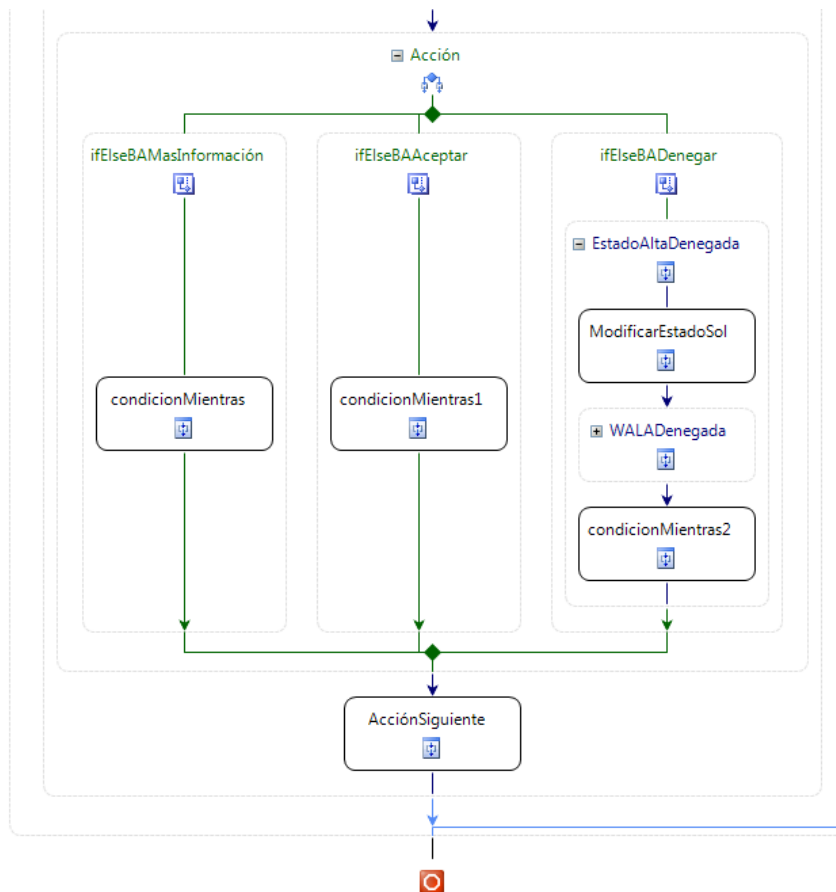 Acción
ifElseBAMasInformación
ifElseBAAceptar
ifElseBADenegar
EstadoAltaDenegada
ModificarEstadoSol
condicionMientras
condicionMientras1
WALADenegada
condicionMientras2
AcciónSiguiente